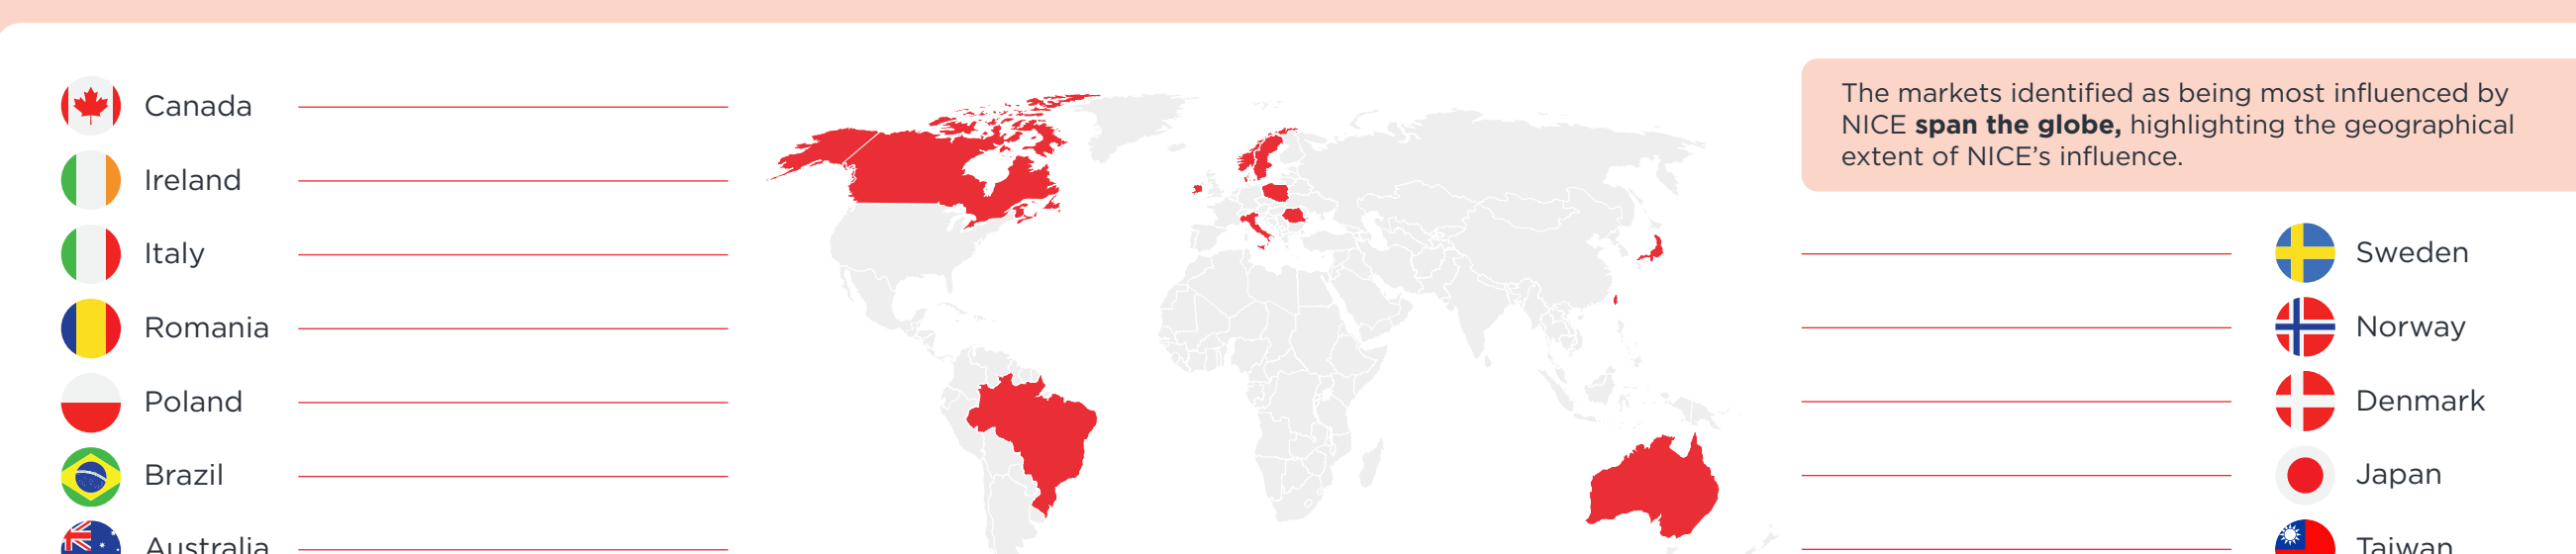 Canada
Ireland
Italy
Romania
Poland
Brazil
Australia
The markets identified as being most influenced by
NICE span the globe, highlighting the geographical
extent of NICE’s influence.
Sweden
Norway
Denmark
Japan
Taiwan